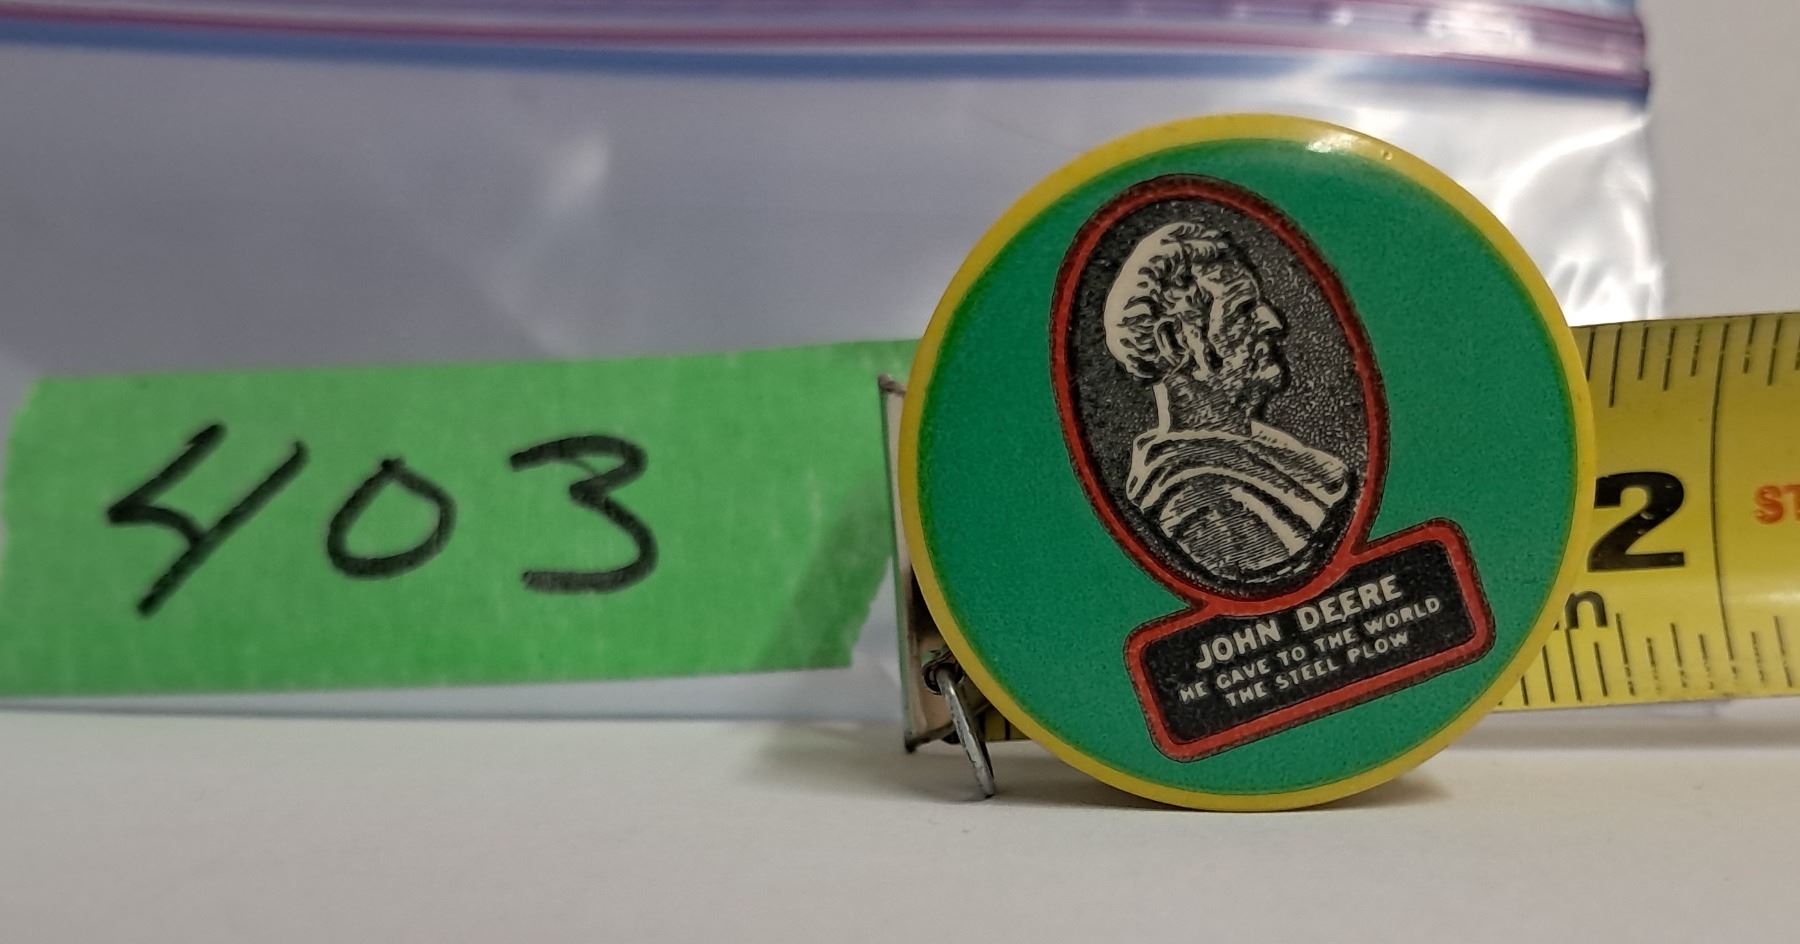 403
JOHN DEERE
HE GAVE TO THE WORLD
THE STEEL PLOW
2